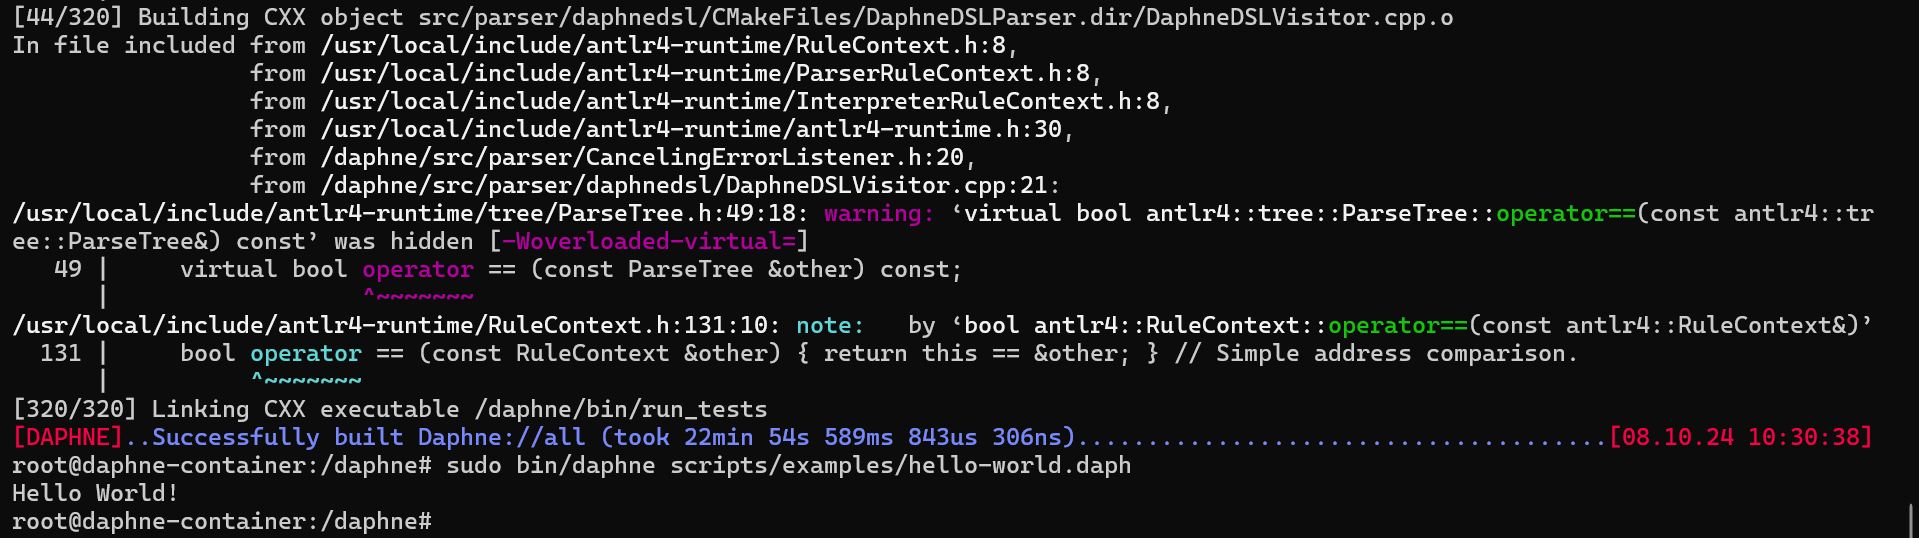 [44/320] Building CXX object src/parser/daphnedsl/CMakeFiles/DaphneDSLParser.dir/DaphneDSLVisitor.cpp.o
In file included from /usr/local/include/antlr4-runtime/RuleContext.h:8,
                 from /usr/local/include/antlr4-runtime/ParserRuleContext.h:8,
                 from /usr/local/include/antlr4-runtime/InterpreterRuleContext.h:8,
                 from /usr/local/include/antlr4-runtime/antlr4-runtime.h:30,
                 from /daphne/src/parser/CancelingErrorListener.h:20,
                 from /daphne/src/parser/daphnedsl/DaphneDSLVisitor.cpp:21:
/usr/local/include/antlr4-runtime/tree/ParseTree.h:49:18: warning: ‘virtual bool antlr4::tree::ParseTree::operator==(const antlr4::tr
ee::ParseTree&) const’ was hidden [-Woverloaded-virtual=]
   49 |     virtual bool operator == (const ParseTree &other) const;
      |                  ^~~~~~~~
/usr/local/include/antlr4-runtime/RuleContext.h:131:10: note:   by ‘bool antlr4::RuleContext::operator==(const antlr4::RuleContext&)’
  131 |     bool operator == (const RuleContext &other) { return this == &other; } // Simple address comparison.
      |          ^~~~~~~~
[320/320] Linking CXX executable /daphne/bin/run_tests
[DAPHNE]..Successfully built Daphne://all (took 22min 54s 589ms 843us 306ns)......................................[08.10.24 10:30:38]
root@daphne-container:/daphne# sudo bin/daphne scripts/examples/hello-world.daph
Hello World!
root@daphne-container:/daphne#